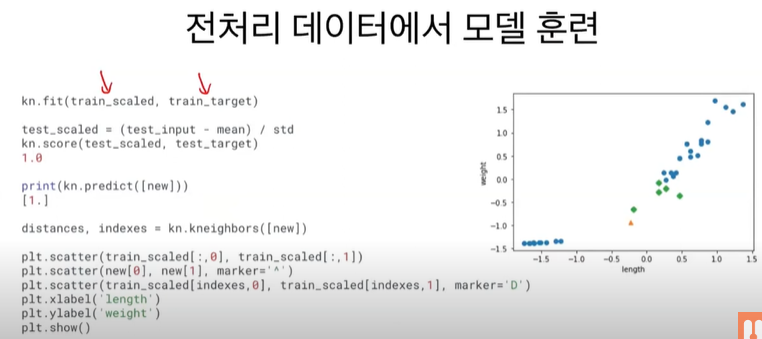 전처리 데이터에서 모델 훈련
kn.fit(train_scaled, train_target)
test_scaled = (test_input - mean) / std
kn.score(test_scaled, test_target)
1.0
print(kn.predict([new]))
[1.]
distances, indexes = kn.kneighbors([new])
plt.scatter(train_scaled[:,0], train_scaled[:,1])
plt.scatter(new[0], new[1], marker='^')
plt.scatter(train_scaled[indexes,0], train_scaled[indexes,1], marker='D')
plt.xlabel('length')
plt.ylabel('weight')
plt.show()
weight
1.5
1.0
0.5
0.0
−0.5
−1.0
−1.5
−1.5 −1.0 −0.5 0.0 0.5 1.0 1.5
length